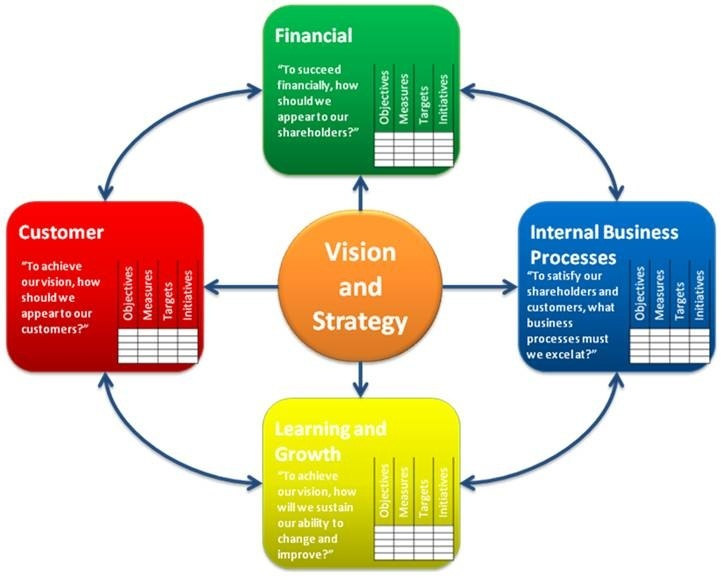 Financial
“To succeed
financially, how
should we
appear to our
shareholders?”
Objectives
Measures
Targets
Initiatives
Customer
“To achieve
our vision, how
should we
appear to our
customers?”
Objectives
Measures
Targets
Initiatives
Vision
and
Strategy
Internal Business
Processes
“To satisfy our
shareholders and
customers, what
business
processes must
we excel at?”
Objectives
Measures
Targets
Initiatives
Learning and
Growth
“To achieve
our vision, how
will we sustain
our ability to
change and
improve?”
Objectives
Measures
Targets
Initiatives